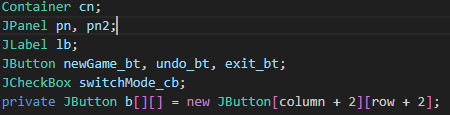 Container cn;
JPanel pn, pn2;
JLabel lb;
JButton newGame_bt, undo_bt, exit_bt;
JCheckBox switchMode_cb;
private JButton b[][] = new JButton[column + 2][row + 2];